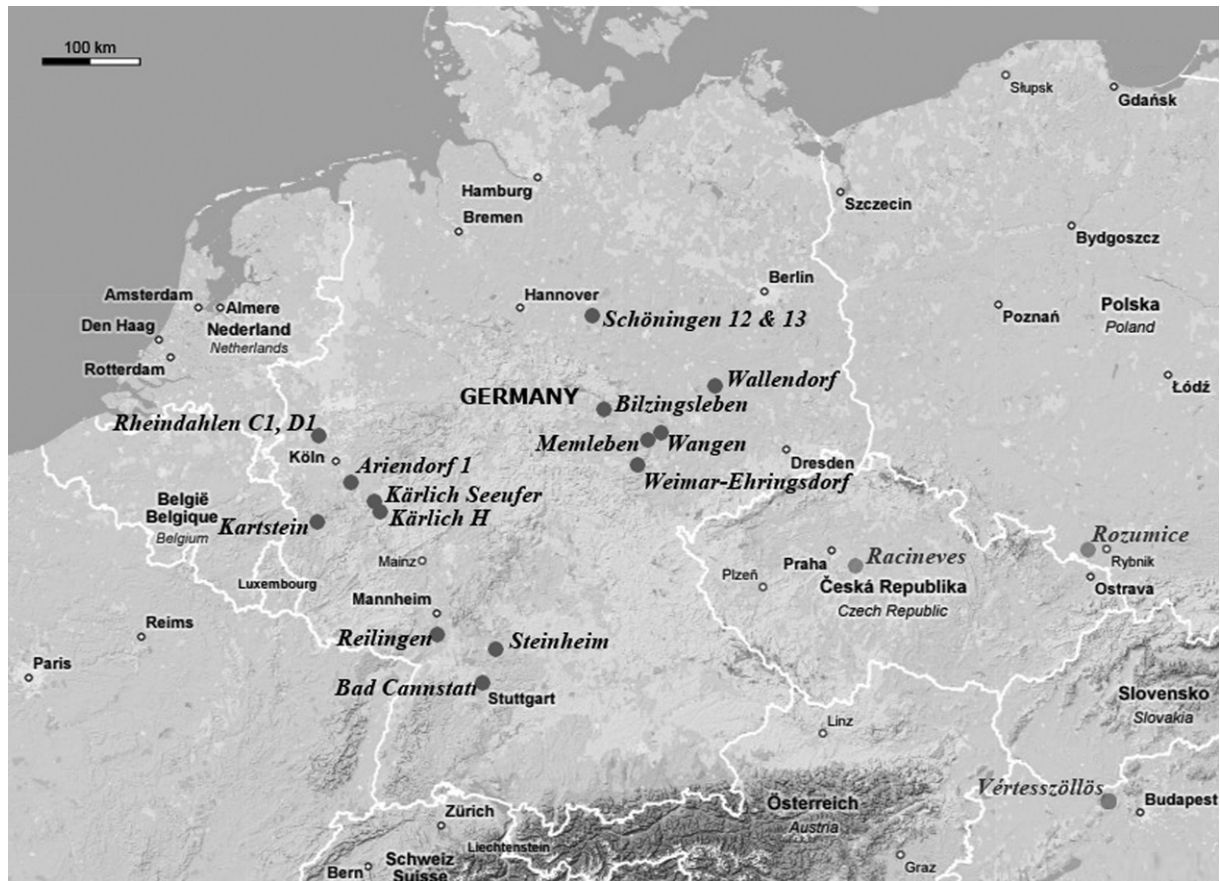 100 km
Słupsk
Gdańsk
Hamburg
Szczecin
Bremen
Bydgoszcz
Berlin
Amsterdam
Almere
Hannover
Den Haag
Nederland
Netherlands
Schöningen 12 & 13
Poznań
Polska
Poland
Rotterdam
Łódź
GERMANY
Wallendorf
Bilzingsleben
Rheindahlen C1, D1
Memleben
Wangen
Köln
Ariendorf 1
Dresden
Weimar-Ehringsdorf
België
Belgique
Belgium
Kärlich Seeufer
Kärlich H
Kartstein
Rozumice
Rybnik
Mainz
Praha
Racineves
Luxembourg
Plzeň
Česká Republika
Czech Republic
Ostrava
Mannheim
Reims
Reilingen
Steinheim
Paris
Bad Cannstatt
Stuttgart
Slovensko
Slovakia
Linz
Vértesszöllös
Budapest
Zürich
Österreich
Austria
Liechtenstein
Bern
Schweiz
Suisse
Graz